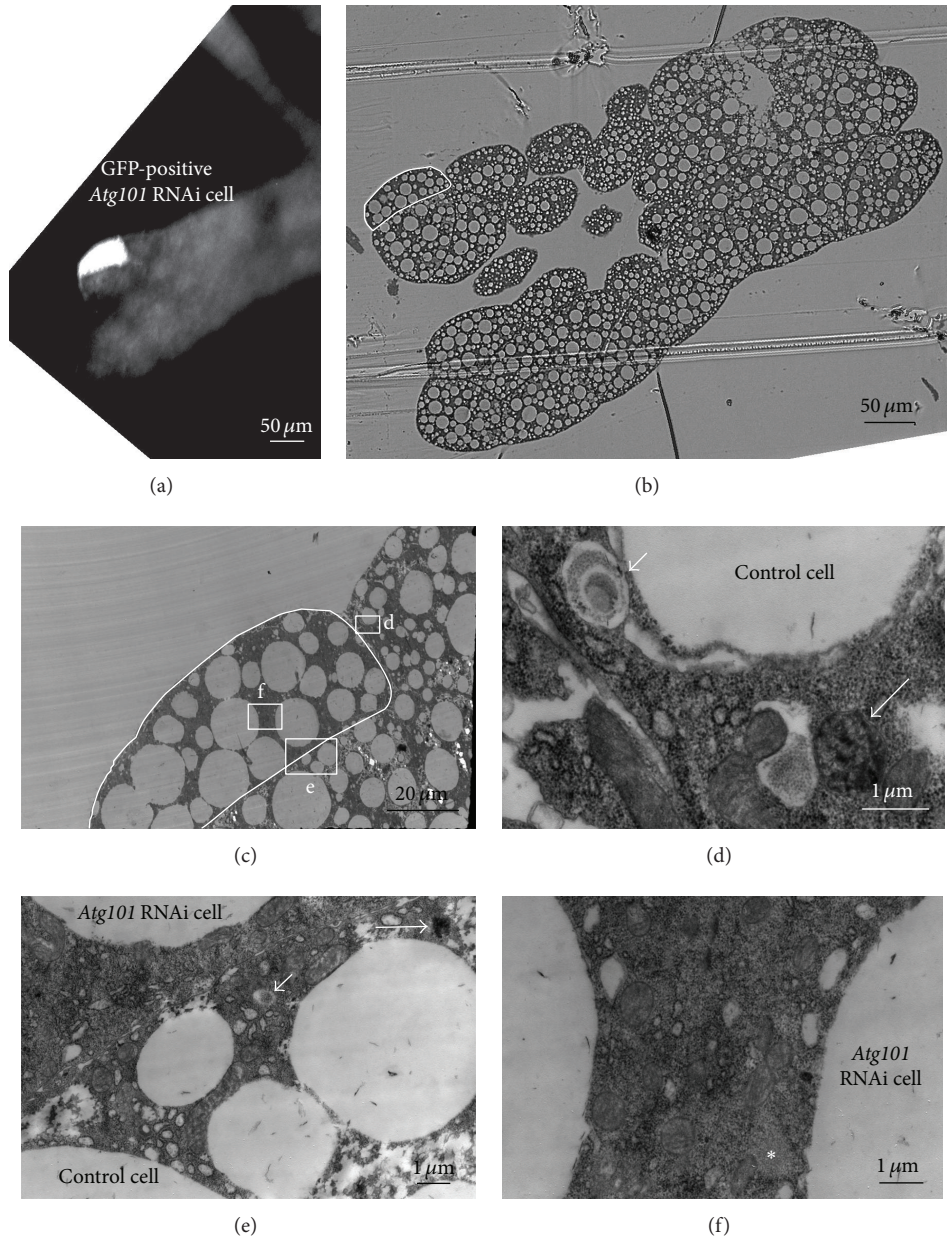 GFP-positive
Atg101 RNAi cell
50 μm
(a)
50 μm
(b)
d
f
e
20 μm
(c)
Control cell
1 μm
(d)
Atg101 RNAi cell
Control cell
1 μm
(e)
Atg101
RNAi cell
*
1 μm
(f)